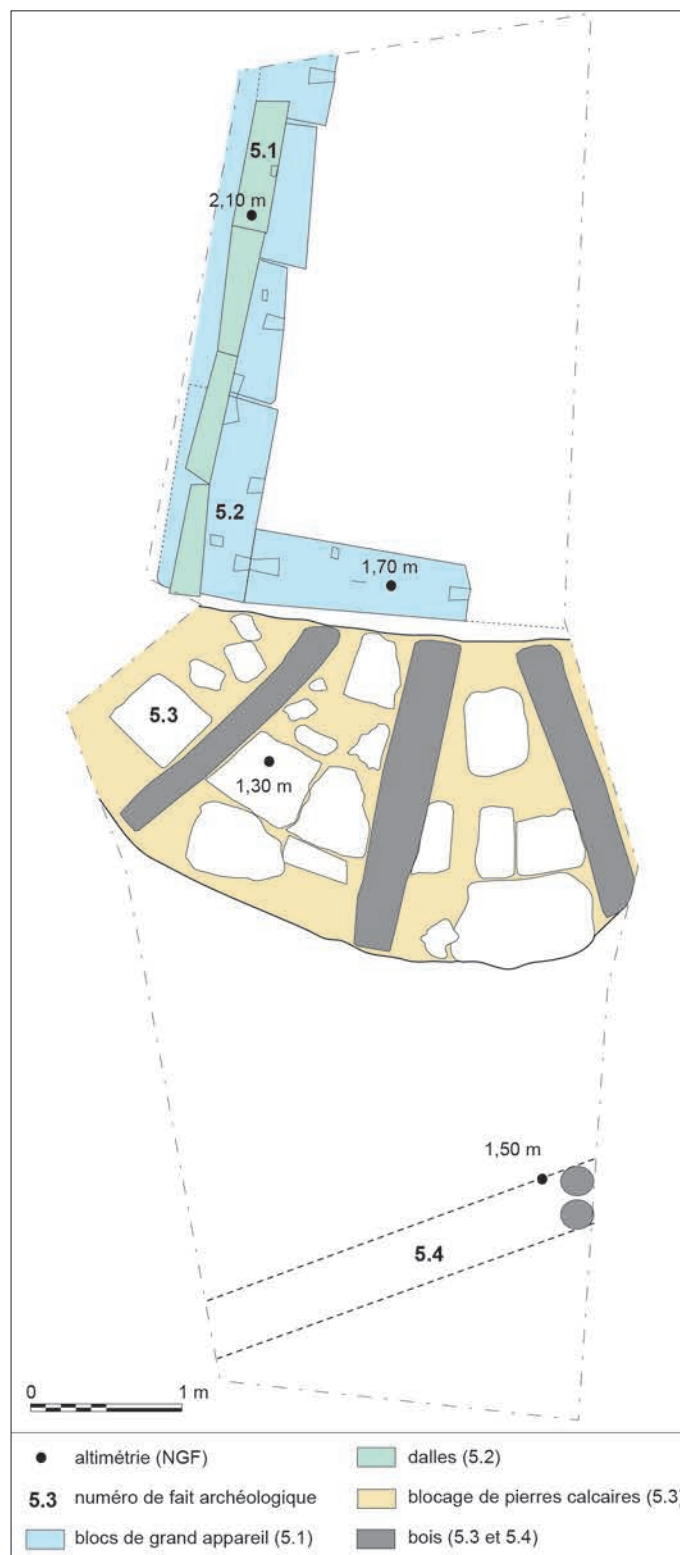 5.1
2,10 m
5.2
1,70 m
5.3
1,30 m
1,50 m
5.4
0 1 m
altimétrie (NGF)
5.3 numéro de fait archéologique
blocs de grand appareil (5.1)
dalles (5.2)
blocage de pierres calcaires (5.3)
bois (5.3 et 5.4)